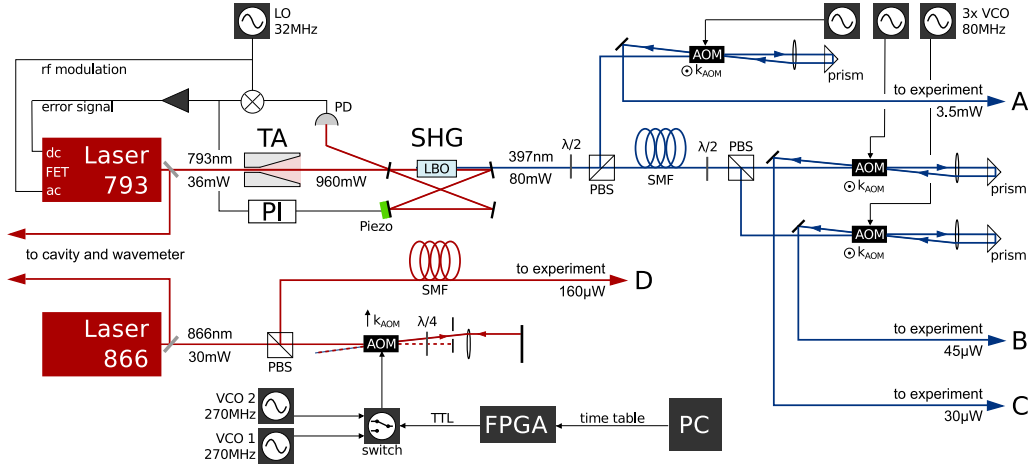 LO
32MHz
3x VCO
80MHz
rf modulation
error signal
PD
AOM
⊙ kAOM
prism
to experiment
3.5mW
A
dc
FET
ac
Laser
793
793nm
36mW
TA
960mW
SHG
LBO
397nm
80mW
λ/2
PBS
SMF
λ/2
PBS
AOM
⊙ kAOM
prism
PI
Piezo
AOM
⊙ kAOM
prism
to cavity and wavemeter
SMF
to experiment
160µW
D
Laser
866
866nm
30mW
PBS
kAOM
AOM
λ/4
to experiment
45µW
B
to experiment
30µW
C
VCO 2
270MHz
VCO 1
270MHz
switch
TTL
FPGA
time table
PC